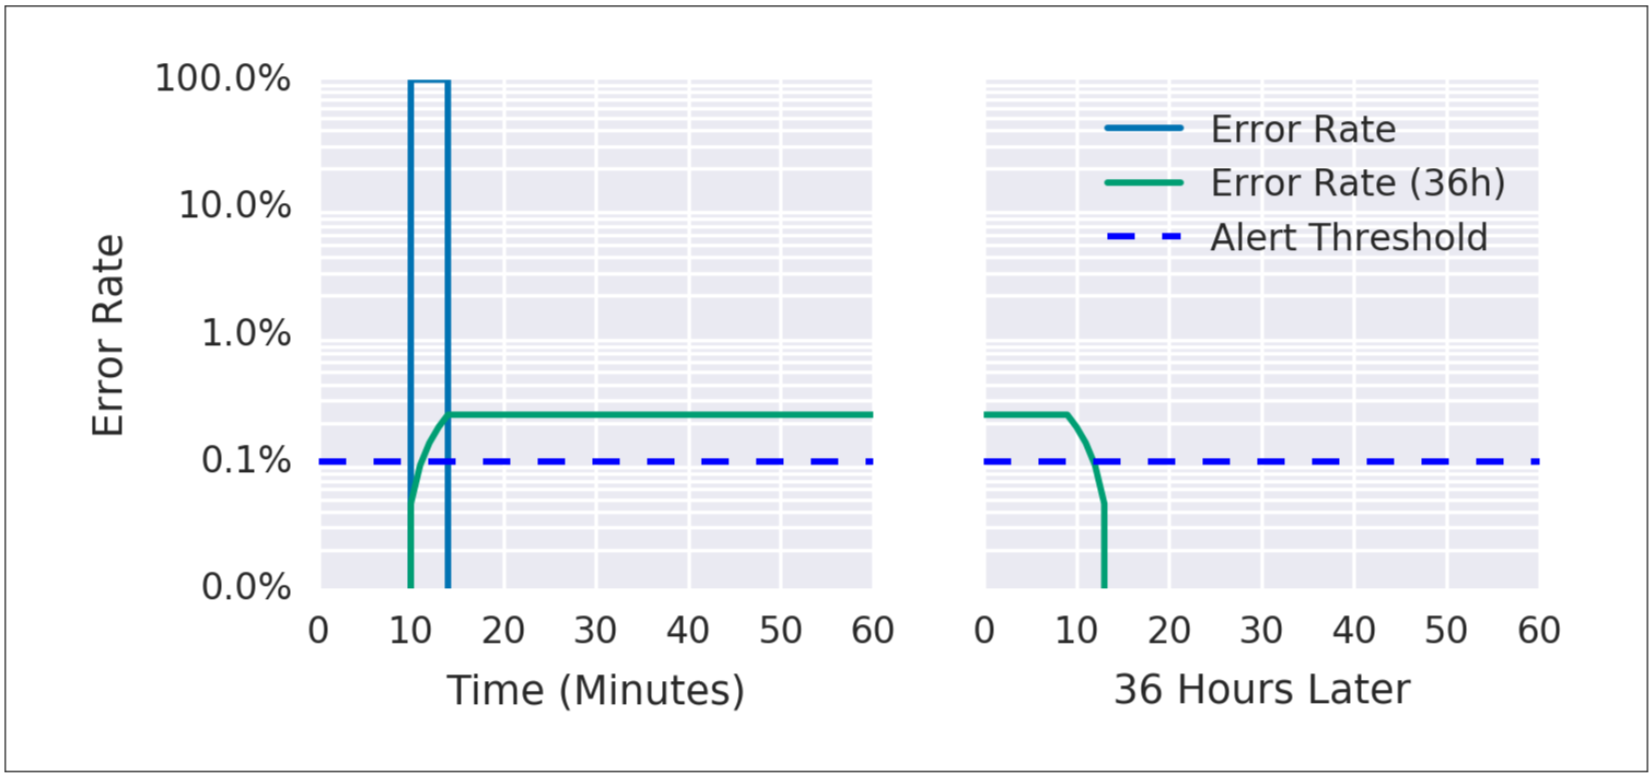 100.0%
10.0%
1.0%
0.1%
0.0%
Error Rate
0 10 20 30 40 50 60
Time (Minutes)
Error Rate
Error Rate (36h)
Alert Threshold
0 10 20 30 40 50 60
36 Hours Later